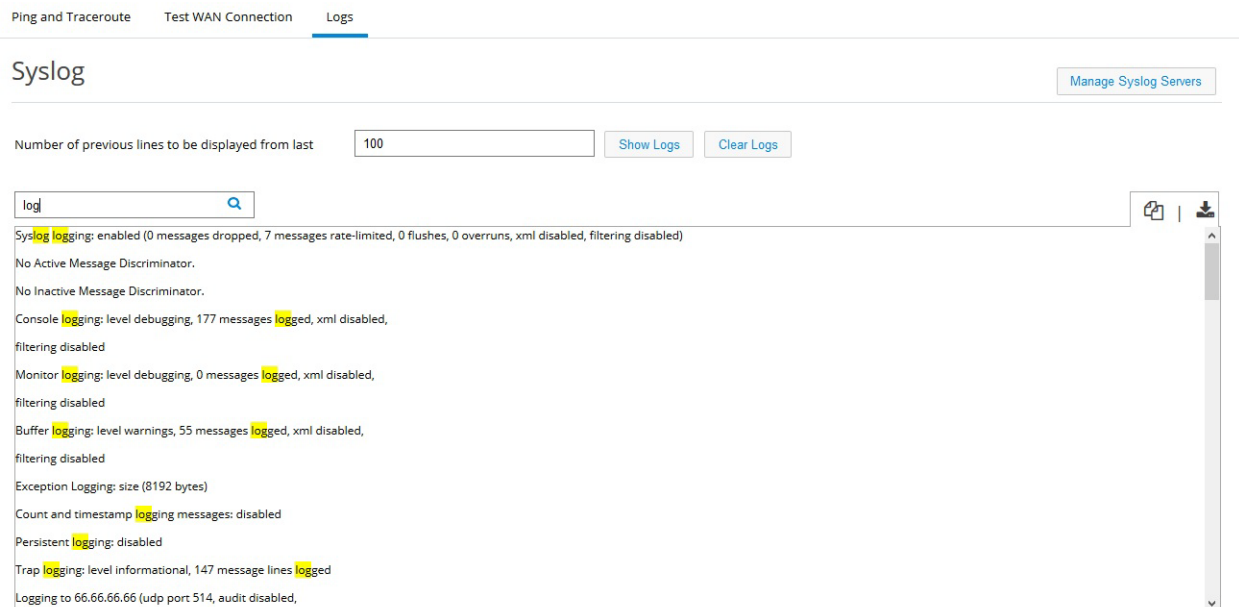 Ping and Traceroute Test WAN Connection Logs
Syslog
Manage Syslog Servers
Number of previous lines to be displayed from last 100 Show Logs Clear Logs
log
Syslog logging: enabled (0 messages dropped, 7 messages rate-limited, 0 flushes, 0 overruns, xml disabled, filtering disabled)
No Active Message Discriminator.
No Inactive Message Discriminator.
Console logging: level debugging, 177 messages logged, xml disabled,
filtering disabled
Monitor logging: level debugging, 0 messages logged, xml disabled,
filtering disabled
Buffer logging: level warnings, 55 messages logged, xml disabled,
filtering disabled
Exception Logging: size (8192 bytes)
Count and timestamp logging messages: disabled
Persistent logging: disabled
Trap logging: level informational, 147 message lines logged
Logging to 66.66.66.66 (udp port 514, audit disabled,